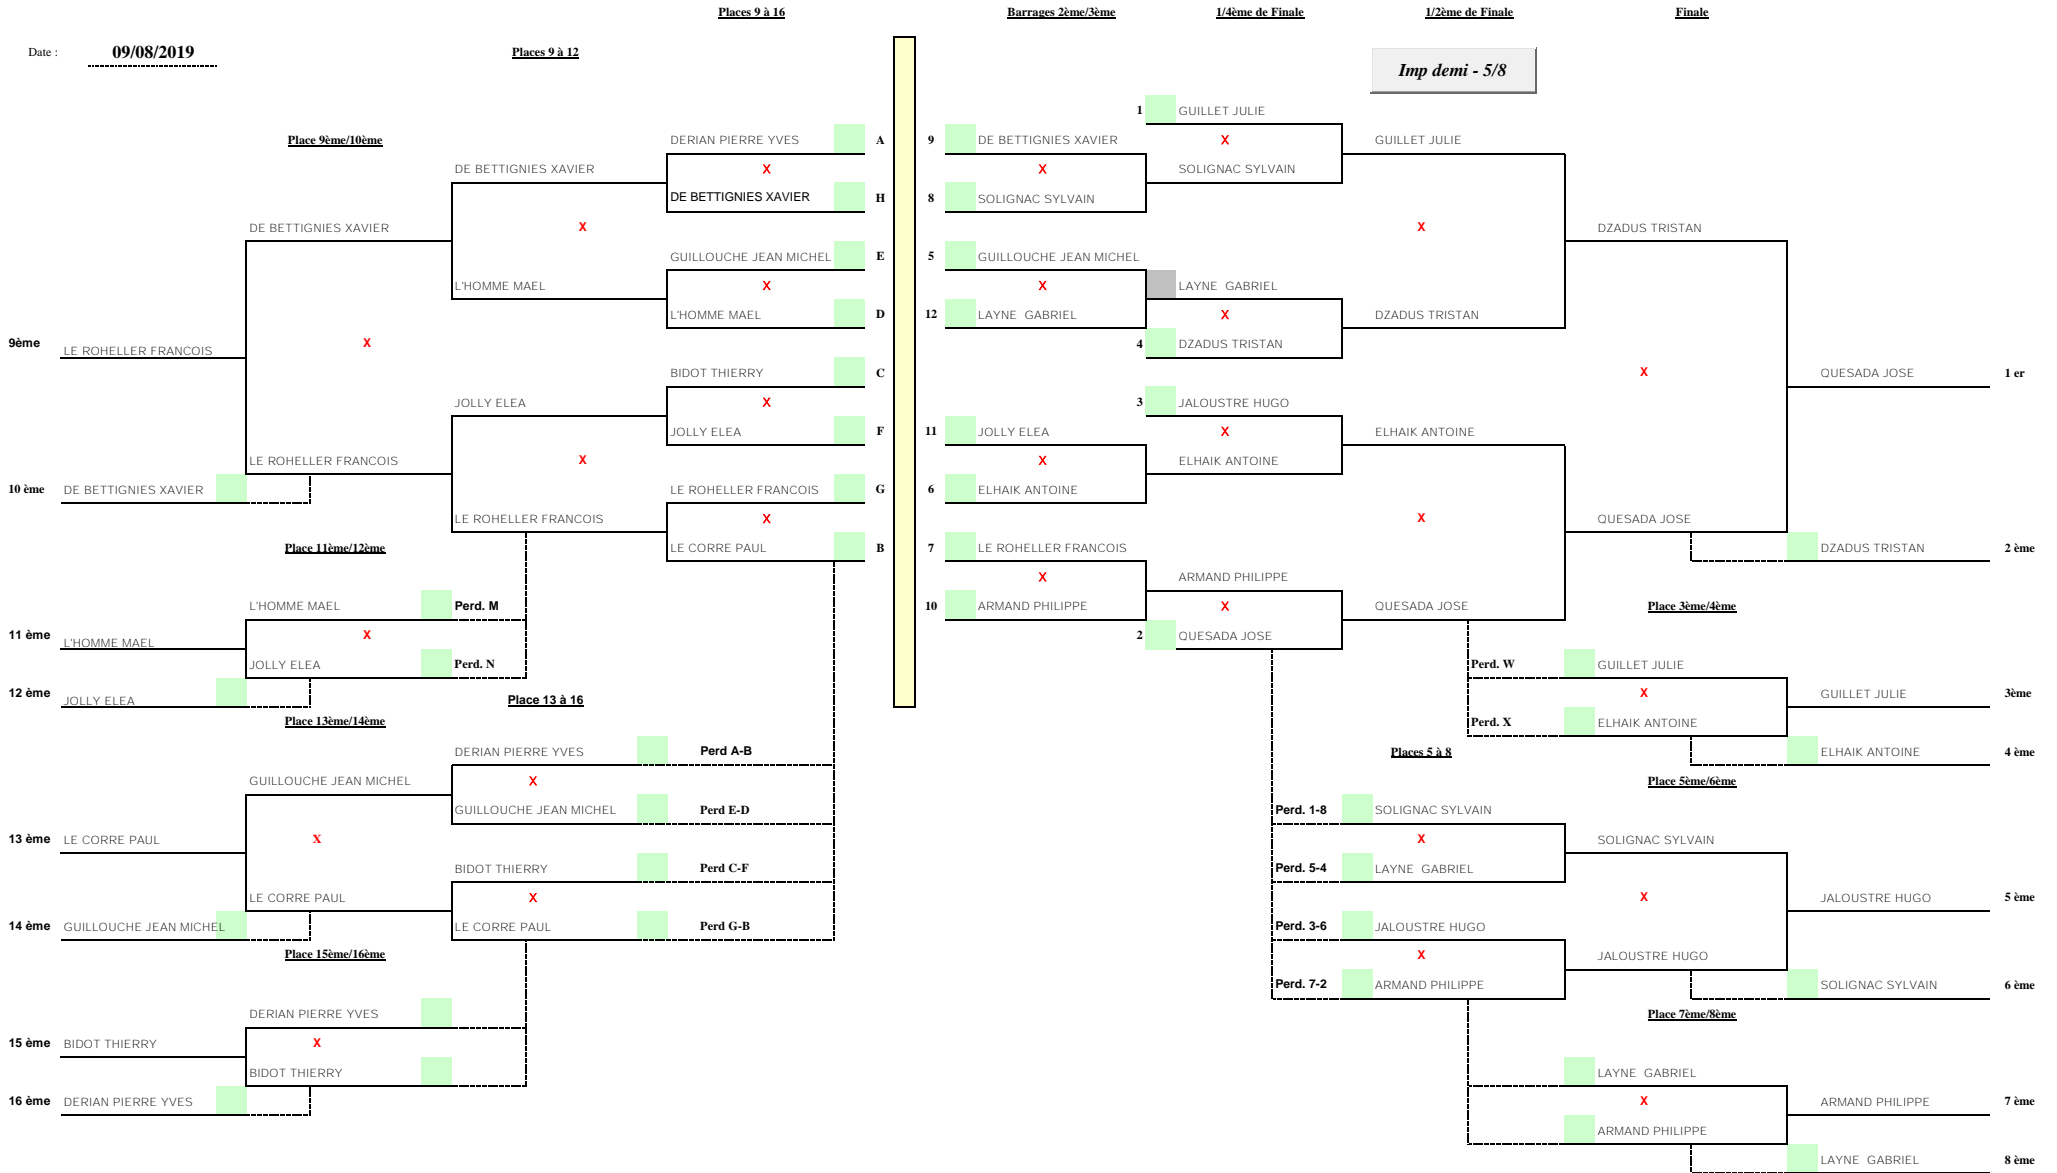 Places 9 à 16
Barrages 2ème/3ème
1/4ème de Finale
1/2ème de Finale
Finale
Date :
09/08/2019
Places 9 à 12
Imp demi - 5/8
1
GUILLET JULIE
Place 9ème/10ème
DERIAN PIERRE YVES
A
9
DE BETTIGNIES XAVIER
X
GUILLET JULIE
DE BETTIGNIES XAVIER
X
X
SOLIGNAC SYLVAIN
DE BETTIGNIES XAVIER
H
8
SOLIGNAC SYLVAIN
DE BETTIGNIES XAVIER
X
X
DZADUS TRISTAN
GUILLOUCHE JEAN MICHEL
E
5
GUILLOUCHE JEAN MICHEL
L'HOMME MAEL
X
X
LAYNE  GABRIEL
L'HOMME MAEL
D
12
LAYNE  GABRIEL
X
DZADUS TRISTAN
9ème
LE ROHELLER FRANCOIS
X
4
DZADUS TRISTAN
BIDOT THIERRY
C
X
QUESADA JOSE
1 er
JOLLY ELEA
X
3
JALOUSTRE HUGO
JOLLY ELEA
F
11
JOLLY ELEA
X
ELHAIK ANTOINE
LE ROHELLER FRANCOIS
X
X
ELHAIK ANTOINE
10 ème
DE BETTIGNIES XAVIER
LE ROHELLER FRANCOIS
G
6
ELHAIK ANTOINE
LE ROHELLER FRANCOIS
X
X
QUESADA JOSE
Place 11ème/12ème
LE CORRE PAUL
B
7
LE ROHELLER FRANCOIS
DZADUS TRISTAN
2 ème
X
ARMAND PHILIPPE
L'HOMME MAEL
Perd. M
10
ARMAND PHILIPPE
X
QUESADA JOSE
Place 3ème/4ème
11 ème
L'HOMME MAEL
X
2
QUESADA JOSE
JOLLY ELEA
Perd. N
Perd. W
GUILLET JULIE
12 ème
JOLLY ELEA
Place 13 à 16
X
GUILLET JULIE
3ème
Place 13ème/14ème
Perd. X
ELHAIK ANTOINE
DERIAN PIERRE YVES
Perd A-B
Places 5 à 8
ELHAIK ANTOINE
4 ème
GUILLOUCHE JEAN MICHEL
X
Place 5ème/6ème
GUILLOUCHE JEAN MICHEL
Perd E-D
Perd. 1-8
SOLIGNAC SYLVAIN
13 ème
LE CORRE PAUL
X
X
SOLIGNAC SYLVAIN
BIDOT THIERRY
Perd C-F
Perd. 5-4
LAYNE  GABRIEL
LE CORRE PAUL
X
X
JALOUSTRE HUGO
5 ème
14 ème
GUILLOUCHE JEAN MICHEL
LE CORRE PAUL
Perd G-B
Perd. 3-6
JALOUSTRE HUGO
Place 15ème/16ème
X
JALOUSTRE HUGO
Perd. 7-2
ARMAND PHILIPPE
SOLIGNAC SYLVAIN
6 ème
DERIAN PIERRE YVES
Place 7ème/8ème
15 ème
BIDOT THIERRY
X
BIDOT THIERRY
LAYNE  GABRIEL
16 ème
DERIAN PIERRE YVES
X
ARMAND PHILIPPE
7 ème
ARMAND PHILIPPE
LAYNE  GABRIEL
8 ème